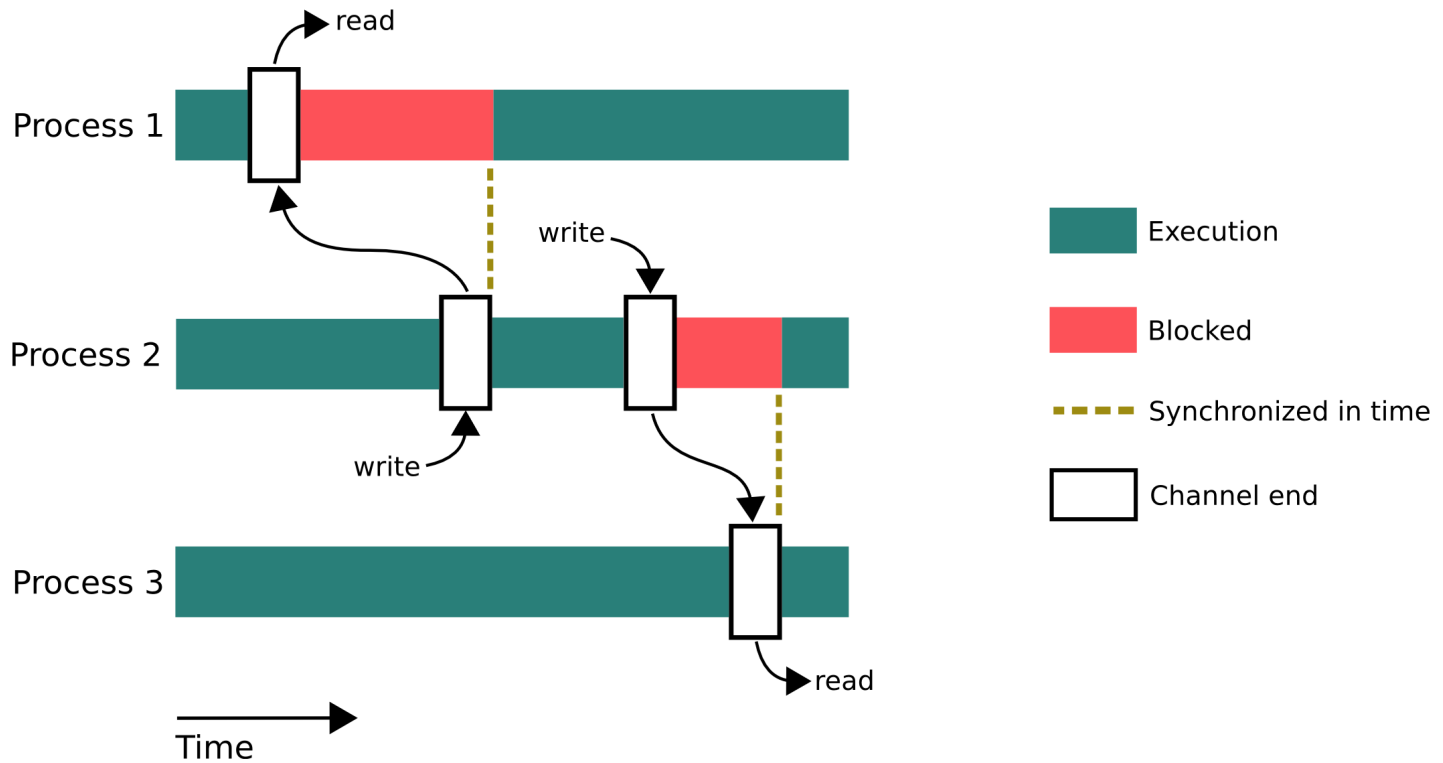 read
Process 1
write
Process 2
write
Process 3
read
Time
Execution
Blocked
Synchronized in time
Channel end